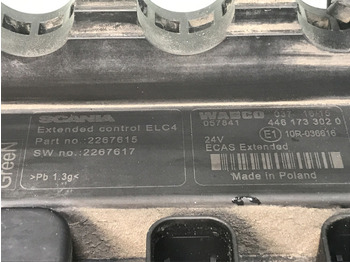 SCANIA
Extended control ELC4
Part no.:2267615
SW no.:2267617
>Pb 1.3g<
GreeN
WABCO
057841 446 173 302 0
24V E1 10R-036616
ECAS Extended
Made in Poland